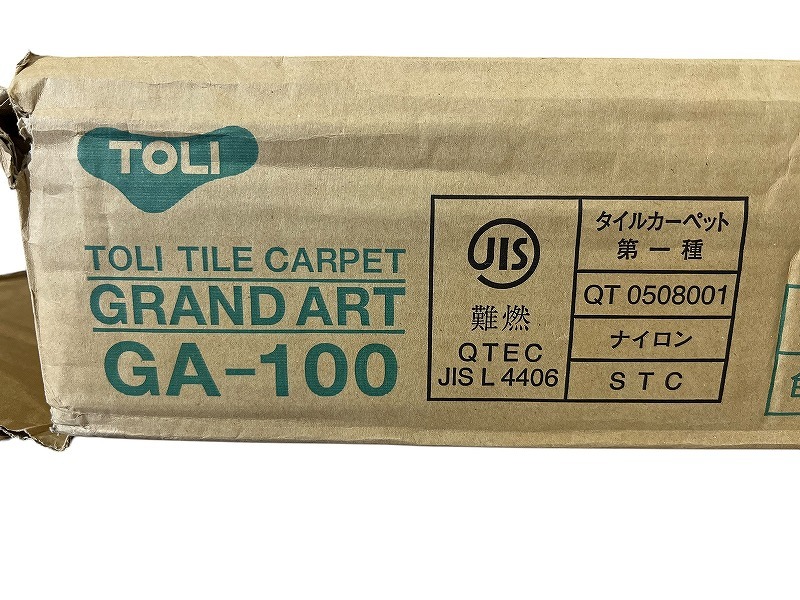 TOLI
TOLI TILE CARPET
GRAND ART
GA-100
JIS
難燃
QTEC
JIS L 4406
タイルカーペット
第一種
QT 0508001
ナイロン
STC